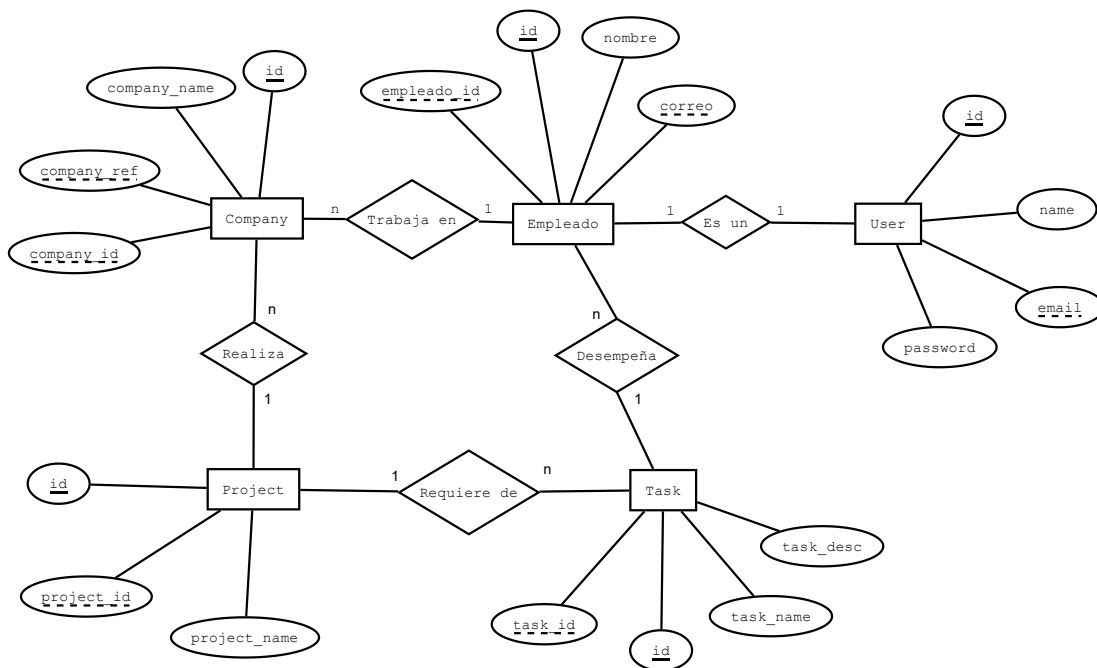 id
nombre
company_name
id
empleado_id
correo
id
company_ref
Company
n
Trabaja en
1
Empleado
1
Es un
1
User
name
company_id
email
n
n
password
Realiza
Desempeña
1
1
id
Project
1
Requiere de
n
Task
task_desc
project_id
project_name
task_id
id
task_name